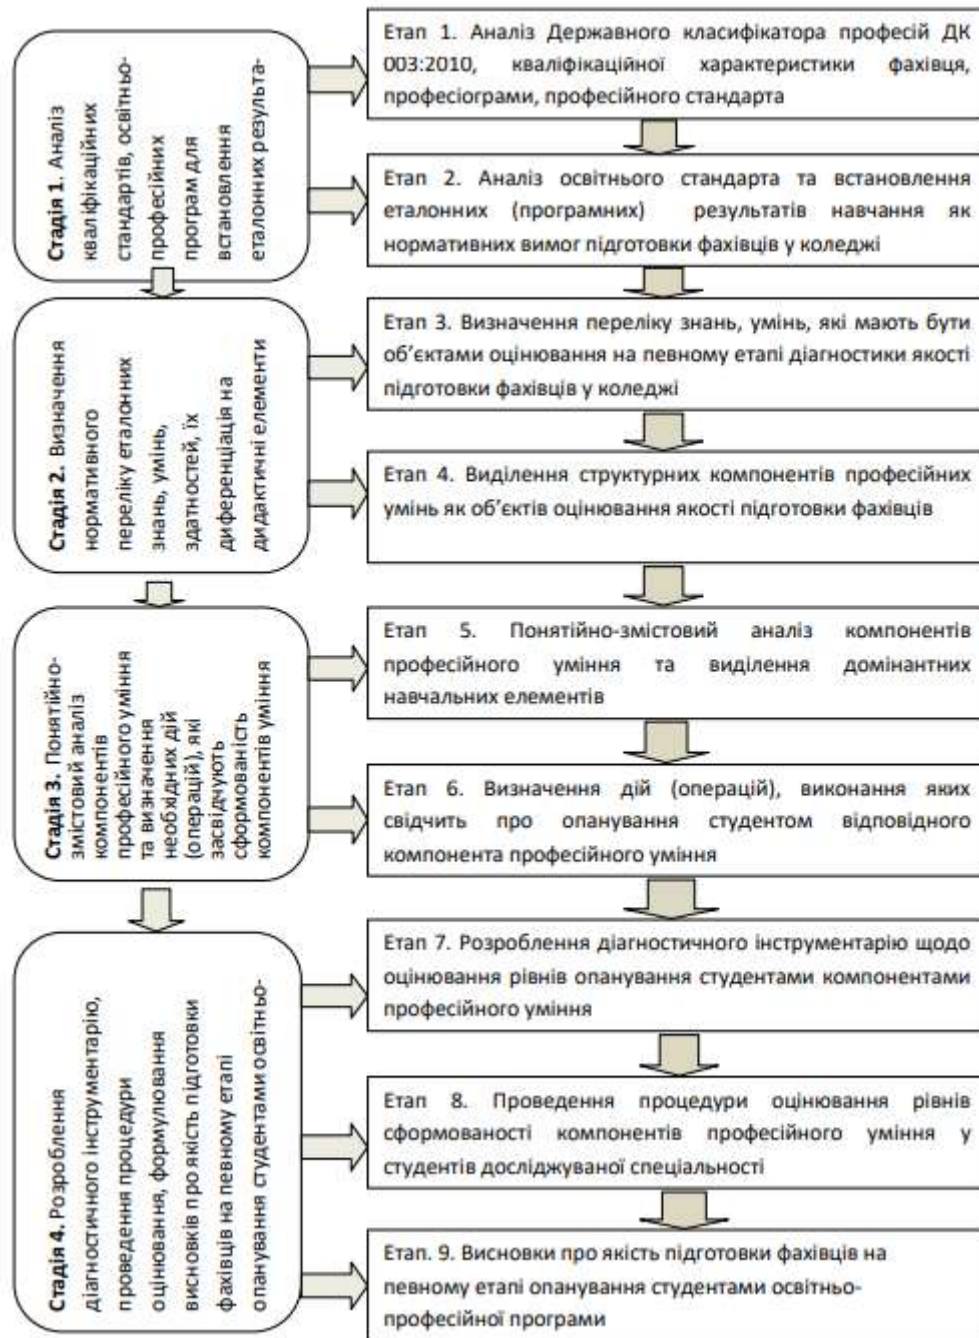 Стадія 1. Аналіз
кваліфікаційних
стандартів, освітньо-
професійних
програм для
встановлення
еталонних результа-
Етап 1. Аналіз Державного класифікатора професій ДК
003:2010, кваліфікаційної характеристики фахівця,
професіограми, професійного стандарта
Етап 2. Аналіз освітнього стандарта та встановлення
еталонних (програмних) результатів навчання як
нормативних вимог підготовки фахівців у коледжі
Стадія 2. Визначення
нормативного
переліку еталонних
знань, умінь,
здатностей, їх
диференціація на
дидактичні елементи
Етап 3. Визначення переліку знань, умінь, які мають бути
об’єктами оцінювання на певному етапі діагностики якості
підготовки фахівців у коледжі
Етап 4. Виділення структурних компонентів професійних
умінь як об’єктів оцінювання якості підготовки фахівців
Стадія 3. Понятійно-
змістовий аналіз
компонентів
професійного уміння
та визначення
необхідних дій
(операцій), які
засвідчують
сформованість
компонентів уміння
Етап 5. Понятійно-змістовий аналіз компонентів
професійного уміння та виділення домінантних
навчальних елементів
Етап 6. Визначення дій (операцій), виконання яких
свідчить про опанування студентом відповідного
компонента професійного уміння
Стадія 4. Розроблення
діагностичного інструментарію,
проведення процедури
оцінювання, формулювання
висновків про якість підготовки
фахівців на певному етапі
опанування студентами освітньо-
Етап 7. Розроблення діагностичного інструментарію щодо
оцінювання рівнів опанування студентами компонентами
професійного уміння
Етап 8. Проведення процедури оцінювання рівнів
сформованості компонентів професійного уміння у
студентів досліджуваної спеціальності
Етап. 9. Висновки про якість підготовки фахівців на
певному етапі опанування студентами освітньо-
професійної програми